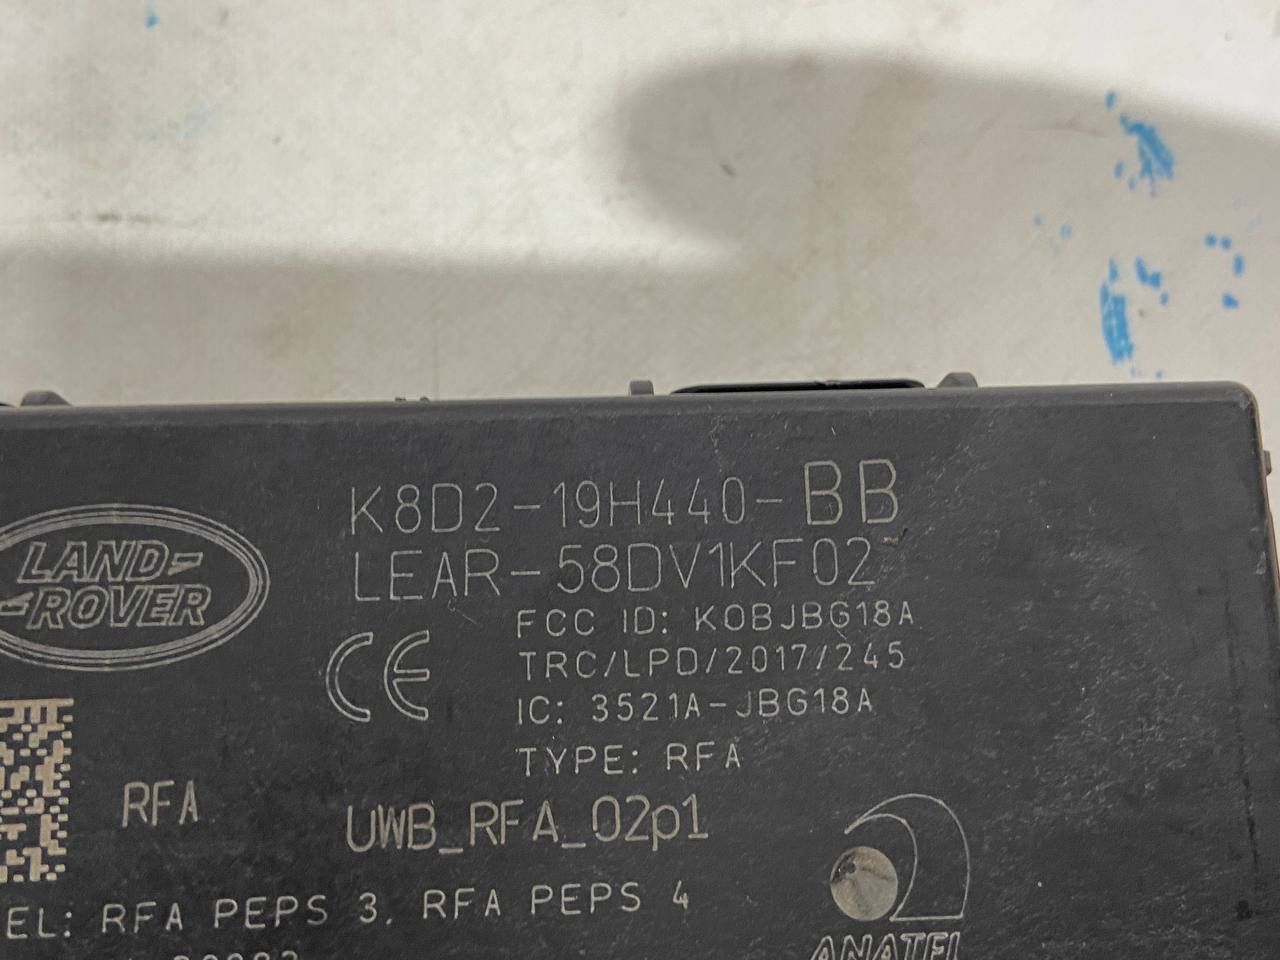 K8D2-19H440-BB
LEAR-58DV1KF02
LAND-
-ROVER
FCC ID: KOBJBG18A
TRC/LPD/2017/245
IC: 3521A-JBG18A
CE
TYPE: RFA
RFA
UWB_RFA_02p1
EL: RFA PEPS 3, RFA PEPS 4
ANATEL